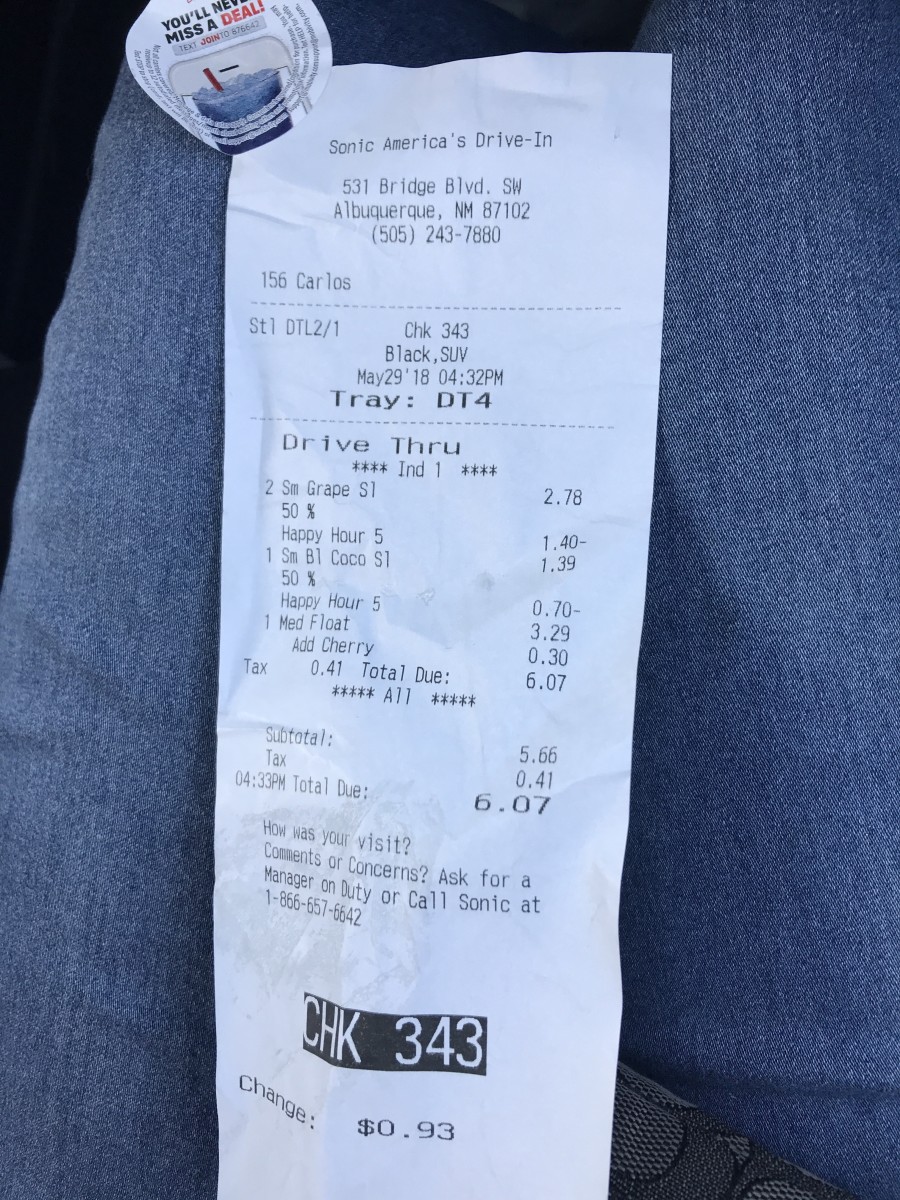 YOU'LL NEVE
MISS A DEAL!
TEXT JOIN TO 876642
Sonic America's Drive-In
531 Bridge Blvd. SW
Albuquerque, NM 87102
(505) 243-7880
156 Carlos
Stl DTL2/1 Chk 343
Black,SUV
May29'18 04:32PM
Tray: DT4
Drive Thru
**** Ind 1 ****
2 Sm Grape Sl 2.78
50 %
Happy Hour 5 1.40-
1 Sm Bl Coco Sl 1.39
50 %
Happy Hour 5 0.70-
1 Med Float 3.29
Add Cherry 0.30
Tax 0.41 Total Due: 6.07
***** All *****
Subtotal: 5.66
Tax 0.41
04:33PM Total Due: 6.07
How was your visit?
Comments or Concerns? Ask for a
Manager on Duty or Call Sonic at
1-866-657-6642
CHK 343
Change: $0.93